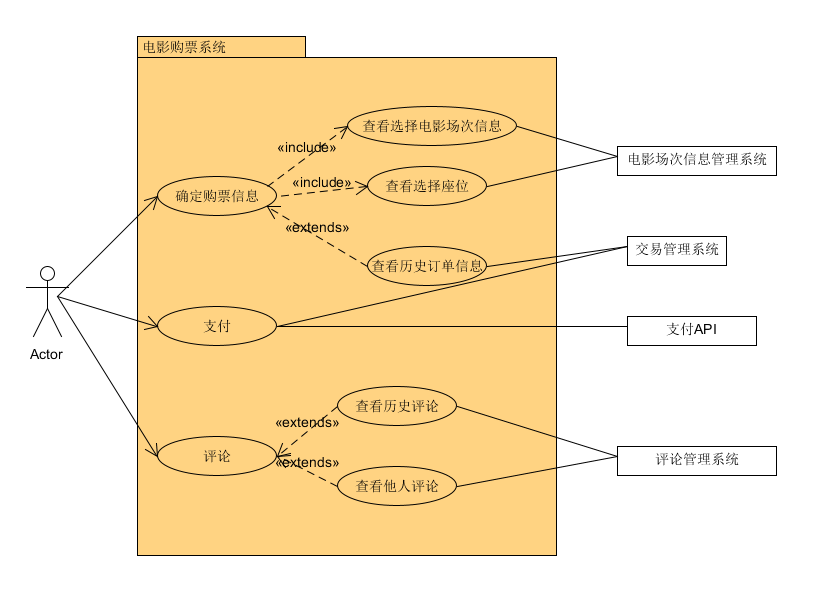 电影购票系统
查看选择电影场次信息
«include»
电影场次信息管理系统
«include»
查看选择座位
确定购票信息
«extends»
交易管理系统
查看历史订单信息
支付
支付API
Actor
查看历史评论
«extends»
评论
«extends»
评论管理系统
查看他人评论